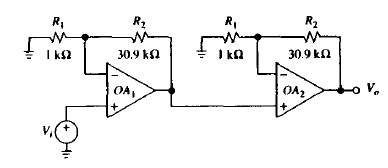 R₁ R₂ R₁ R₂
1 kΩ 30.9 kΩ 1 kΩ 30.9 kΩ
− −
OA₁ OA₂ Vₒ
+ +
Vᵢ +